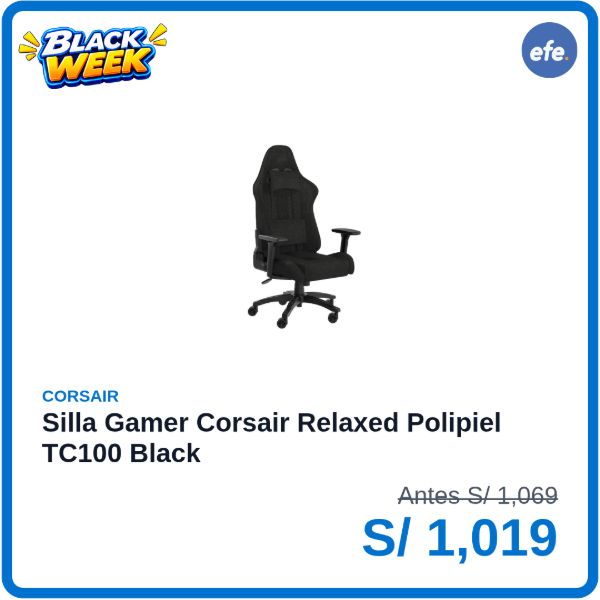 BLACK
WEEK
efe.
CORSAIR
Silla Gamer Corsair Relaxed Polipiel
TC100 Black
Antes S/ 1,069
S/ 1,019